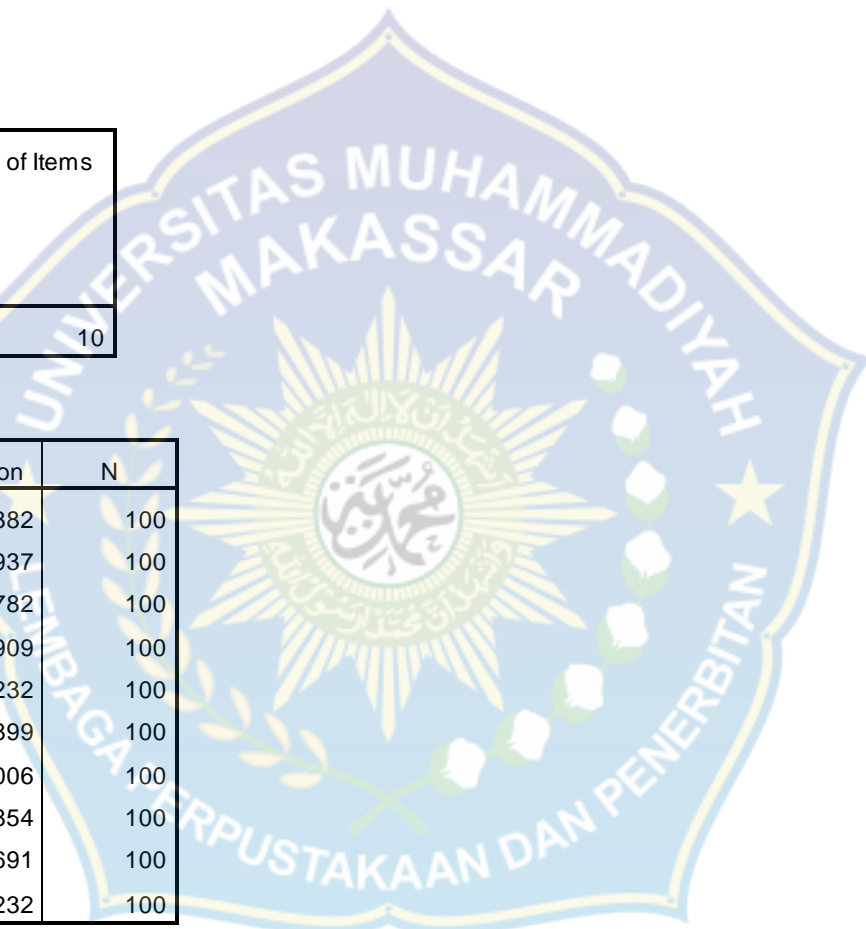 of Items
10
UNIVERSITAS MUHAMMADIYAH
MAKASSAR
on N
382 100
937 100
782 100
909 100
232 100
399 100
006 100
354 100
691 100
232 100
محمد
LEMBAGA PERPUSTAKAAN DAN PENERBITAN